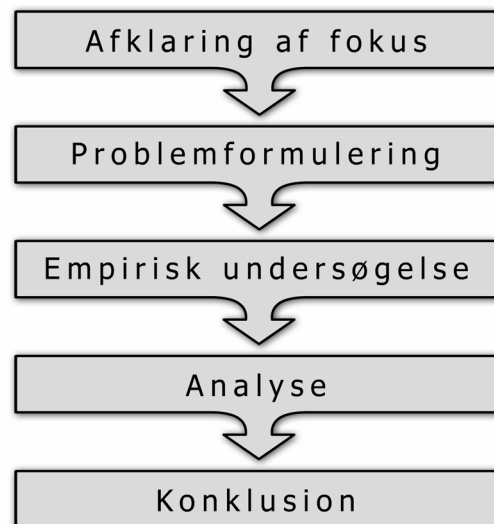 Afklaring af fokus
Problemformulering
Empirisk undersøgelse
Analyse
Konklusion